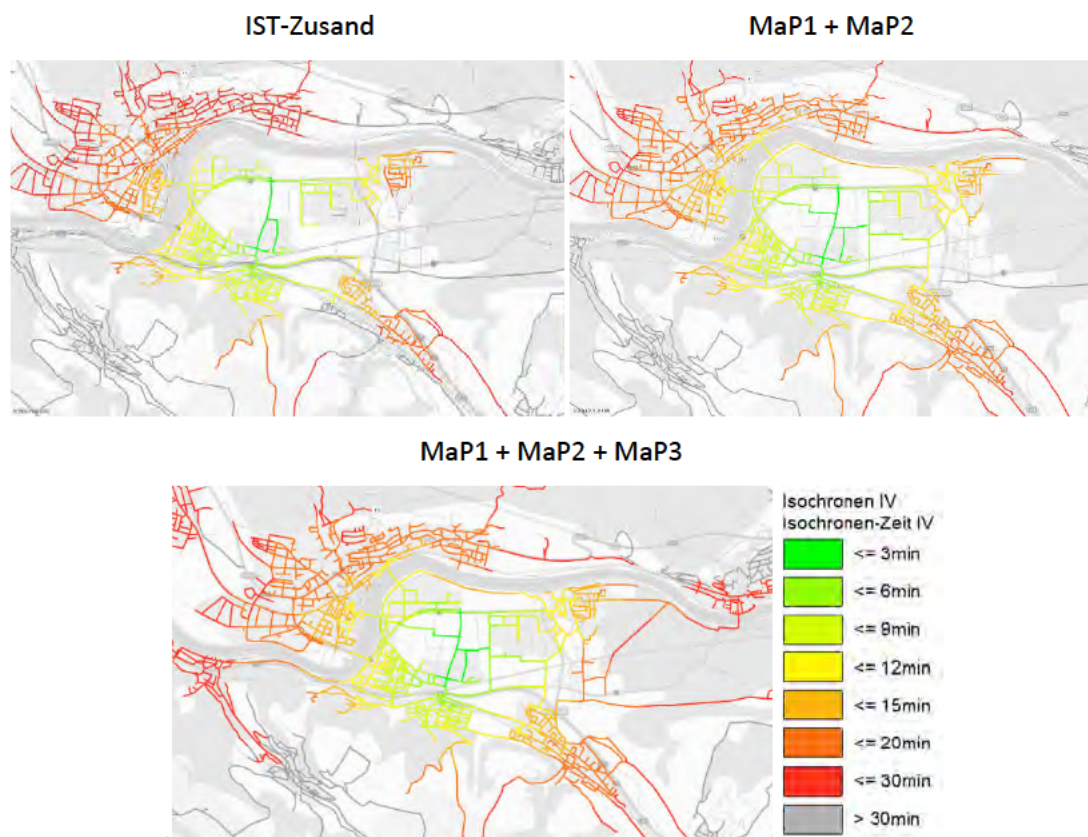 IST-Zusand
MaP1 + MaP2
MaP1 + MaP2 + MaP3
Isochronen IV
Isochronen-Zeit IV
<= 3min
<= 6min
<= 9min
<= 12min
<= 15min
<= 20min
<= 30min
> 30min